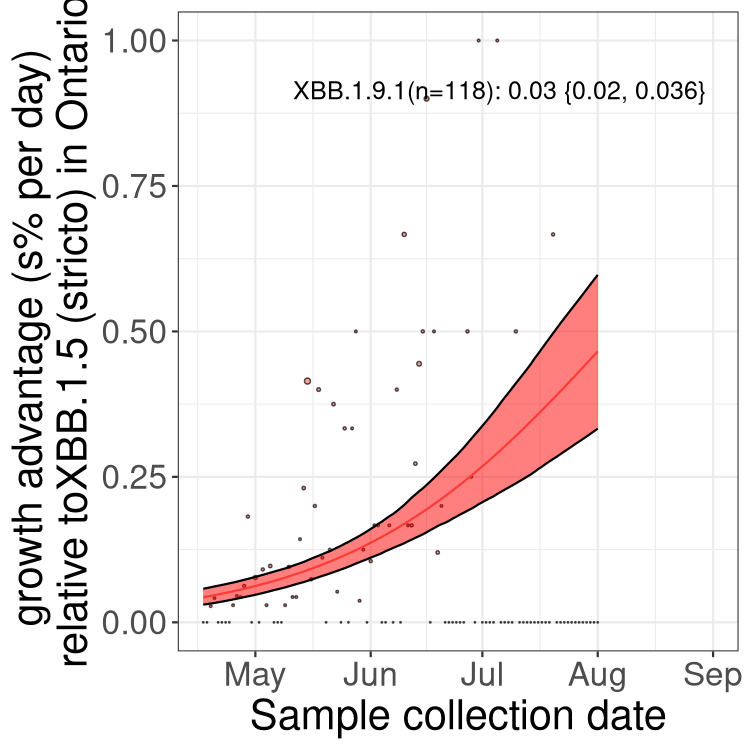 growth advantage (s% per day)
relative toXBB.1.5 (stricto) in Ontario
1.00
0.75
0.50
0.25
0.00
XBB.1.9.1(n=118): 0.03 {0.02, 0.036}
May Jun Jul Aug Sep
Sample collection date